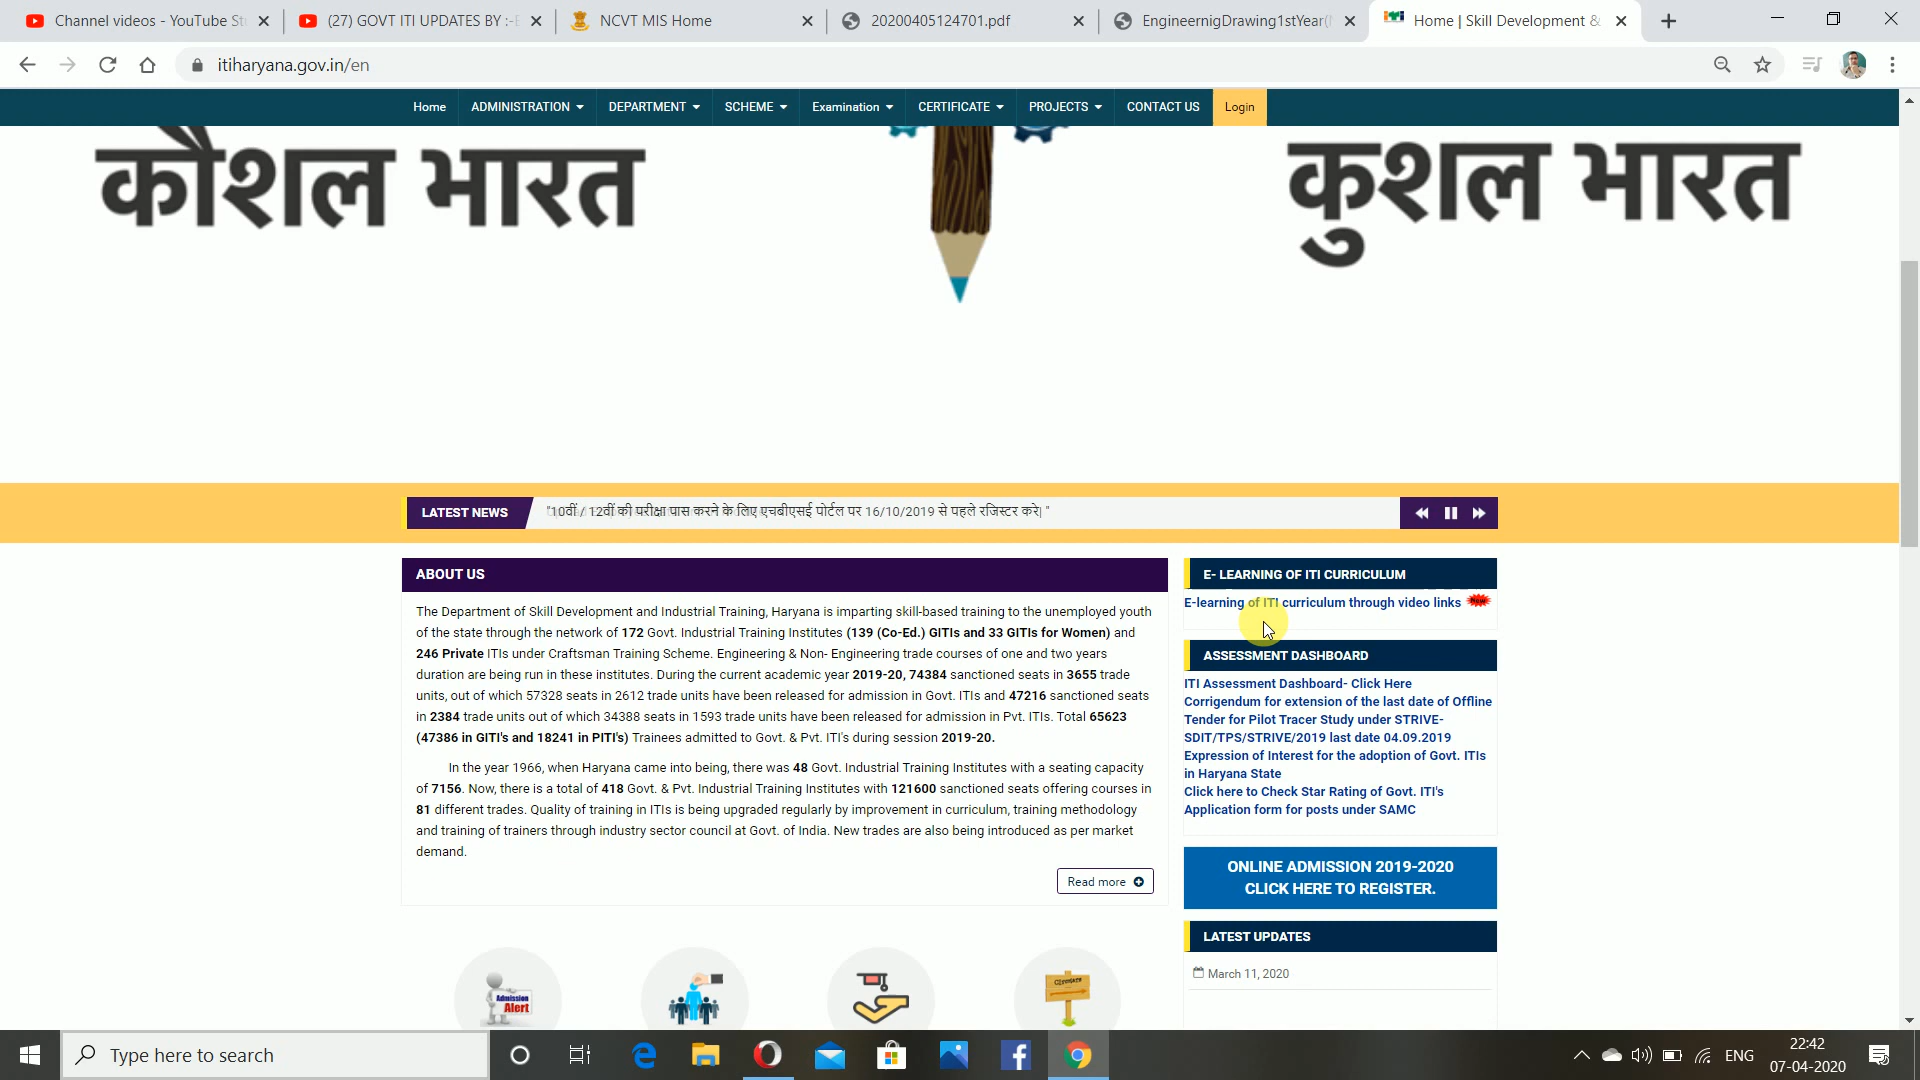 Channel videos - YouTube St
(27) GOVT ITI UPDATES BY :-E
NCVT MIS Home
20200405124701.pdf
EngineernigDrawing1stYear(
Home | Skill Development &
itiharyana.gov.in/en
Home ADMINISTRATION DEPARTMENT SCHEME Examination CERTIFICATE PROJECTS CONTACT US Login
कौशल भारत
कुशल भारत
LATEST NEWS
"10वीं /12वीं की परीक्षा पास करने के लिए एचबीएसई पोर्टल पर 16/10/2019 से पहले रजिस्टर करे| "
ABOUT US
The Department of Skill Development and Industrial Training, Haryana is imparting skill-based training to the unemployed youth
of the state through the network of 172 Govt. Industrial Training Institutes (139 (Co-Ed.) GITIs and 33 GITIs for Women) and
246 Private ITIs under Craftsman Training Scheme. Engineering & Non- Engineering trade courses of one and two years
duration are being run in these institutes. During the current academic year 2019-20, 74384 sanctioned seats in 3655 trade
units, out of which 57328 seats in 2612 trade units have been released for admission in Govt. ITIs and 47216 sanctioned seats
in 2384 trade units out of which 34388 seats in 1593 trade units have been released for admission in Pvt. ITIs. Total 65623
(47386 in GITI's and 18241 in PITI's) Trainees admitted to Govt. & Pvt. ITI's during session 2019-20.
In the year 1966, when Haryana came into being, there was 48 Govt. Industrial Training Institutes with a seating capacity
of 7156. Now, there is a total of 418 Govt. & Pvt. Industrial Training Institutes with 121600 sanctioned seats offering courses in
81 different trades. Quality of training in ITIs is being upgraded regularly by improvement in curriculum, training methodology
and training of trainers through industry sector council at Govt. of India. New trades are also being introduced as per market
demand.
Read more
E- LEARNING OF ITI CURRICULUM
E-learning of ITI curriculum through video links New
ASSESSMENT DASHBOARD
ITI Assessment Dashboard- Click Here
Corrigendum for extension of the last date of Offline
Tender for Pilot Tracer Study under STRIVE-
SDIT/TPS/STRIVE/2019 last date 04.09.2019
Expression of Interest for the adoption of Govt. ITIs
in Haryana State
Click here to Check Star Rating of Govt. ITI's
Application form for posts under SAMC
ONLINE ADMISSION 2019-2020
CLICK HERE TO REGISTER.
LATEST UPDATES
March 11, 2020
Admission
Alert
Type here to search
ENG
22:42
07-04-2020